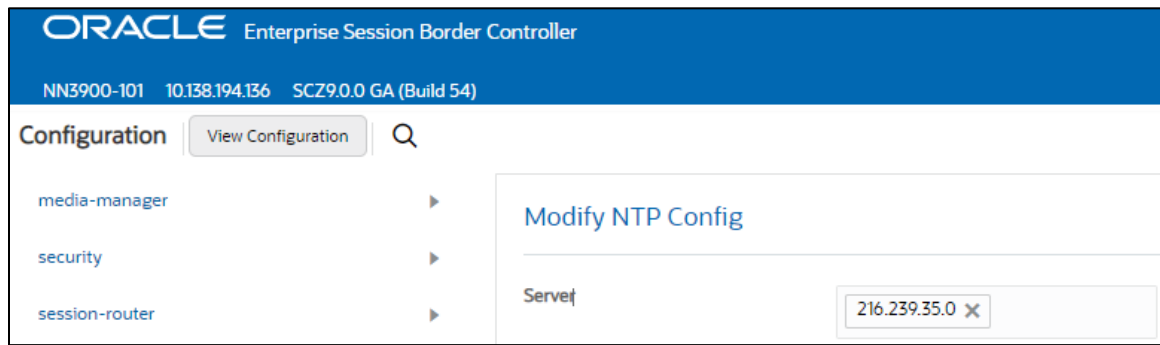 ORACLE Enterprise Session Border Controller
NN3900-101 10.138.194.136 SCZ9.0.0 GA (Build 54)
Configuration View Configuration
media-manager
security
session-router
Modify NTP Config
Server
216.239.35.0